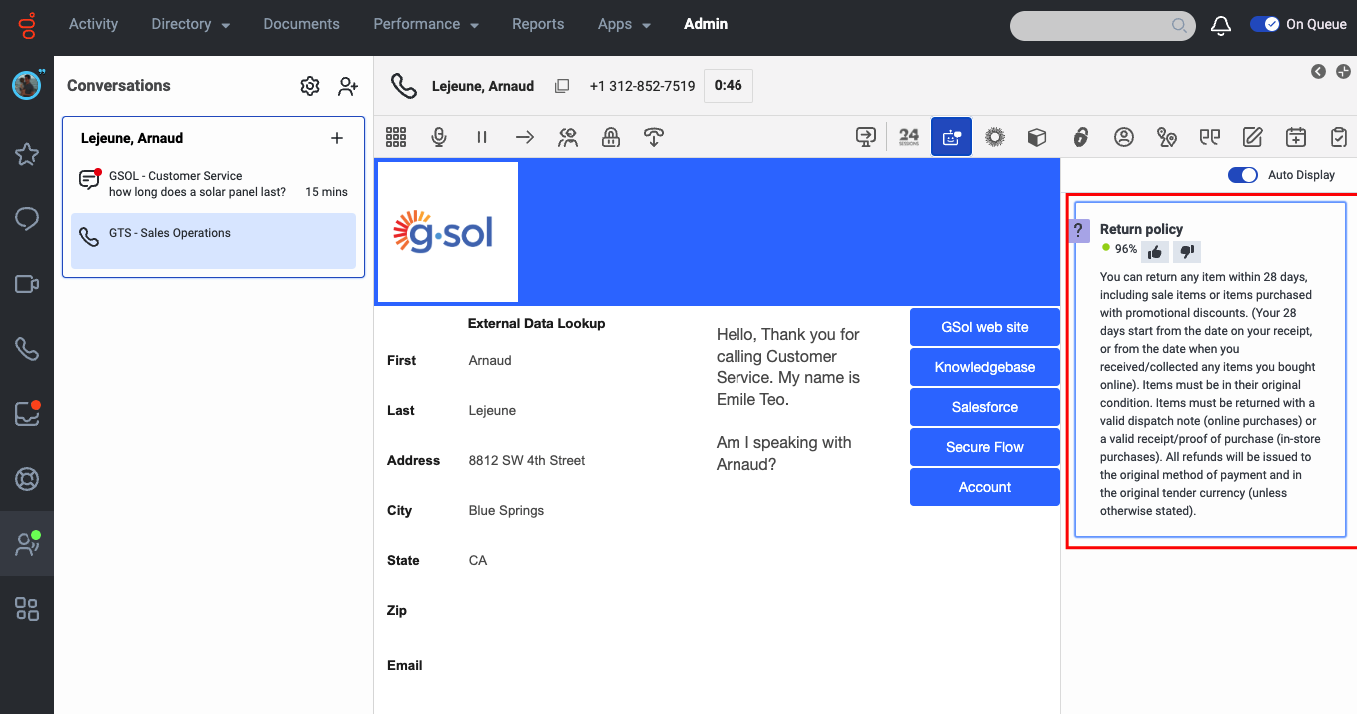 Activity Directory Documents Performance Reports Apps Admin On Queue
Conversations
Lejeune, Arnaud
GSOL - Customer Service
how long does a solar panel last? 15 mins
GTS - Sales Operations
Lejeune, Arnaud +1 312-852-7519 0:46
24
SESSIONS
Auto Display
g·sol
External Data Lookup
First Arnaud
Last Lejeune
Address 8812 SW 4th Street
City Blue Springs
State CA
Zip
Email
Hello, Thank you for
calling Customer
Service. My name is
Emile Teo.
Am I speaking with
Arnaud?
GSol web site
Knowledgebase
Salesforce
Secure Flow
Account
?
Return policy
96%
You can return any item within 28 days,
including sale items or items purchased
with promotional discounts. (Your 28
days start from the date on your receipt,
or from the date when you
received/collected any items you bought
online). Items must be in their original
condition. Items must be returned with a
valid dispatch note (online purchases) or
a valid receipt/proof of purchase (in-store
purchases). All refunds will be issued to
the original method of payment and in
the original tender currency (unless
otherwise stated).